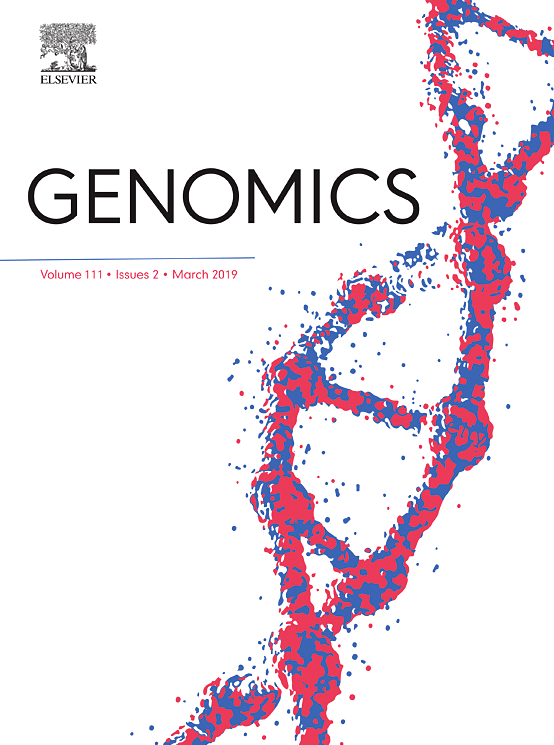 ELSEVIER
GENOMICS
Volume 111 • Issues 2 • March 2019